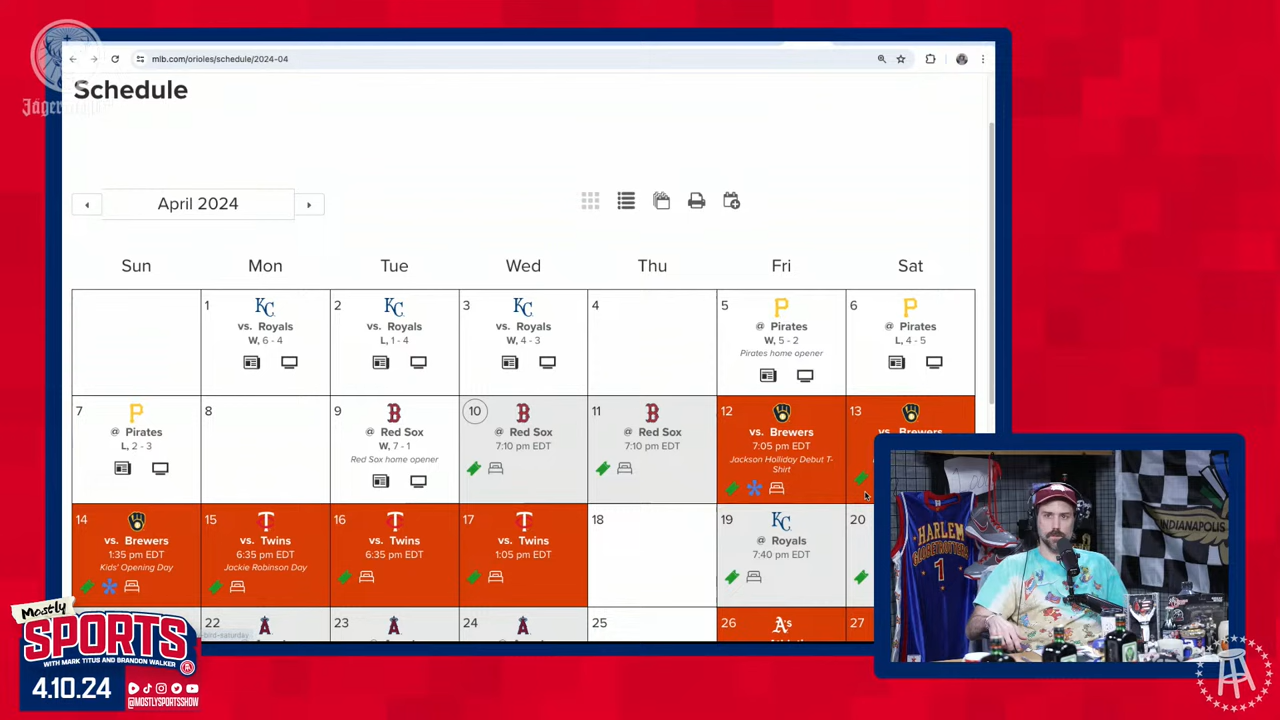 mlb.com/orioles/schedule/2024-04
Schedule
April 2024
Sun Mon Tue Wed Thu Fri Sat
1
KC
vs. Royals
W, 6 - 4
2
KC
vs. Royals
L, 1 - 4
3
KC
vs. Royals
W, 4 - 3
4
5
P
@ Pirates
W, 5 - 2
Pirates home opener
6
P
@ Pirates
L, 4 - 5
7
P
@ Pirates
L, 2 - 3
8
9
B
@ Red Sox
W, 7 - 1
Red Sox home opener
10
B
@ Red Sox
7:10 pm EDT
11
B
@ Red Sox
7:10 pm EDT
12
vs. Brewers
7:05 pm EDT
Jackson Holliday Debut T-
Shirt
13
vs. Brewers
14
vs. Brewers
1:35 pm EDT
Kids' Opening Day
15
TC
vs. Twins
6:35 pm EDT
Jackie Robinson Day
16
TC
vs. Twins
6:35 pm EDT
17
TC
vs. Twins
1:05 pm EDT
18
19
KC
@ Royals
7:40 pm EDT
20
22
A
23
A
24
A
25
26
A's
27
HARLEM
1
INDIANAPOLIS
Mostly
SPORTS
WITH MARK TITUS AND BRANDON WALKER
4.10.24
@MOSTLYSPORTSSHOW